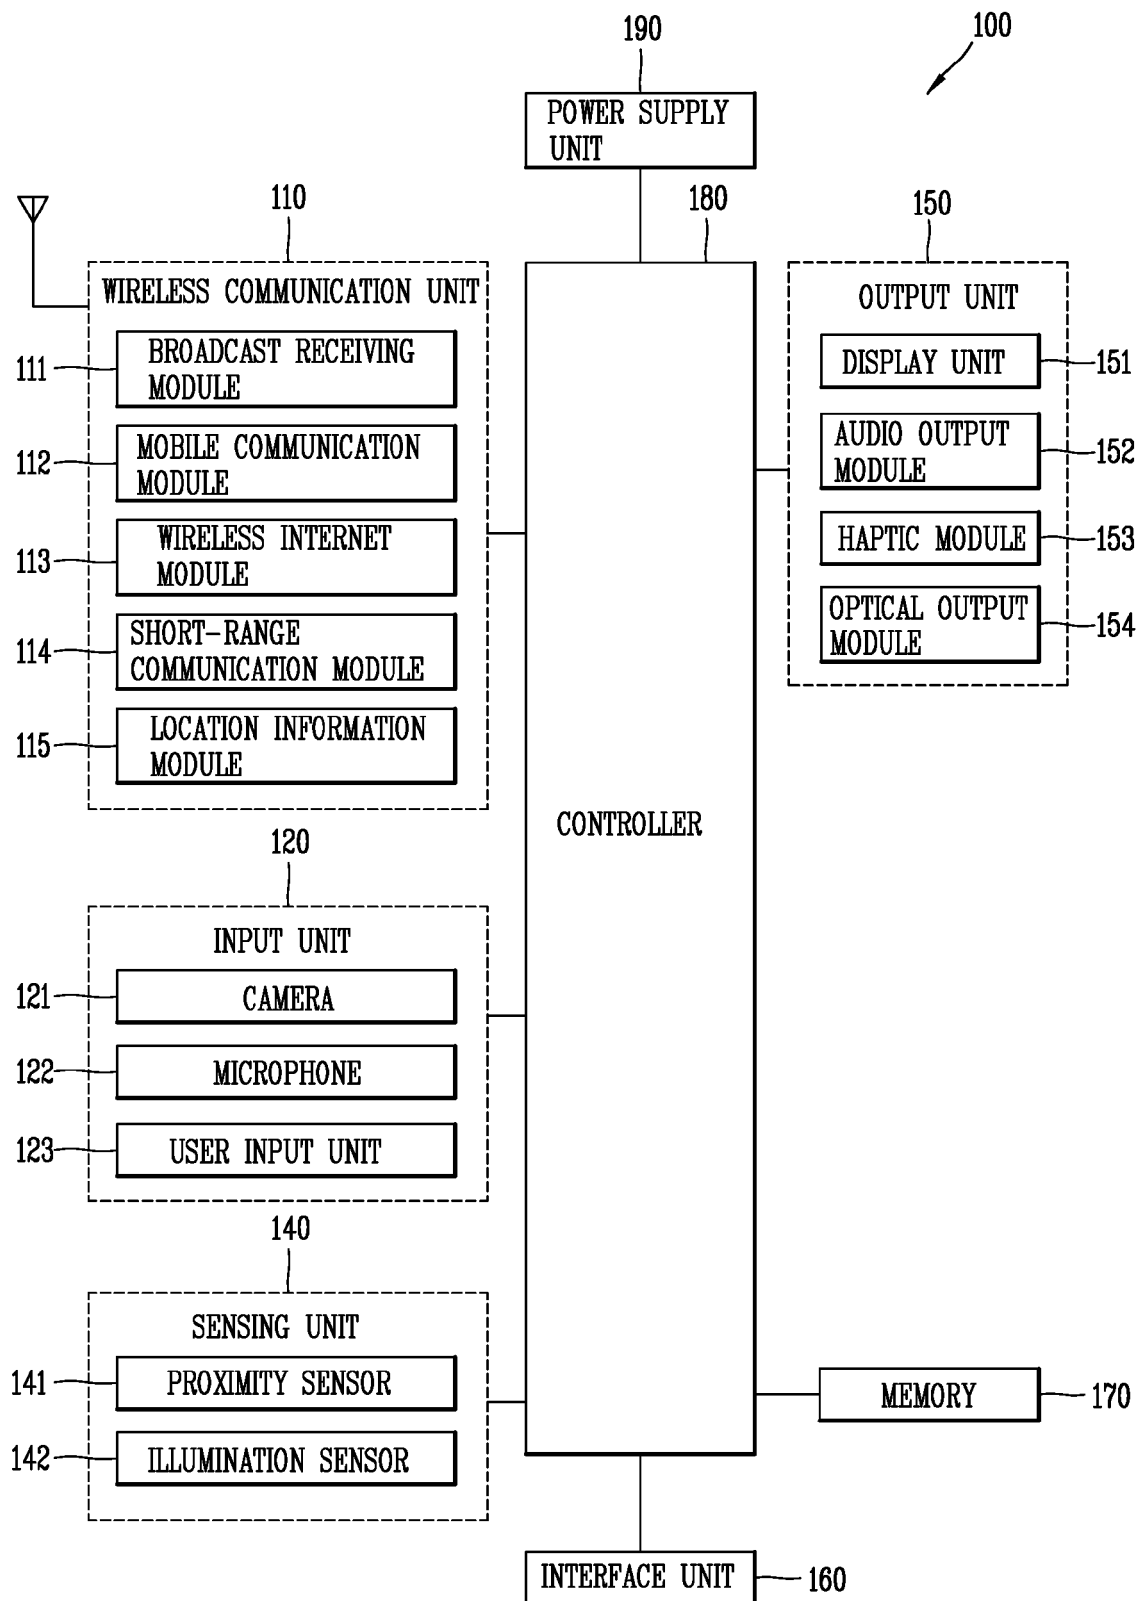 100
190
POWER SUPPLY
UNIT
110
180
150
WIRELESS COMMUNICATION UNIT
111
BROADCAST RECEIVING
MODULE
112
MOBILE COMMUNICATION
MODULE
113
WIRELESS INTERNET
MODULE
114
SHORT-RANGE
COMMUNICATION MODULE
115
LOCATION INFORMATION
MODULE
OUTPUT UNIT
DISPLAY UNIT
151
AUDIO OUTPUT
MODULE
152
HAPTIC MODULE
153
OPTICAL OUTPUT
MODULE
154
CONTROLLER
120
INPUT UNIT
121
CAMERA
122
MICROPHONE
123
USER INPUT UNIT
140
SENSING UNIT
141
PROXIMITY SENSOR
142
ILLUMINATION SENSOR
MEMORY
170
INTERFACE UNIT
160